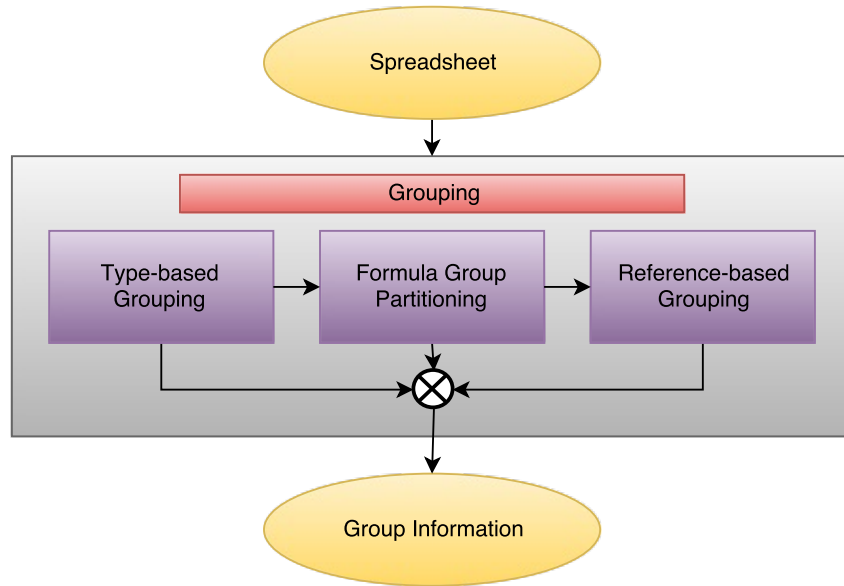 Spreadsheet
Grouping
Type-based
Grouping
Formula Group
Partitioning
Reference-based
Grouping
Group Information